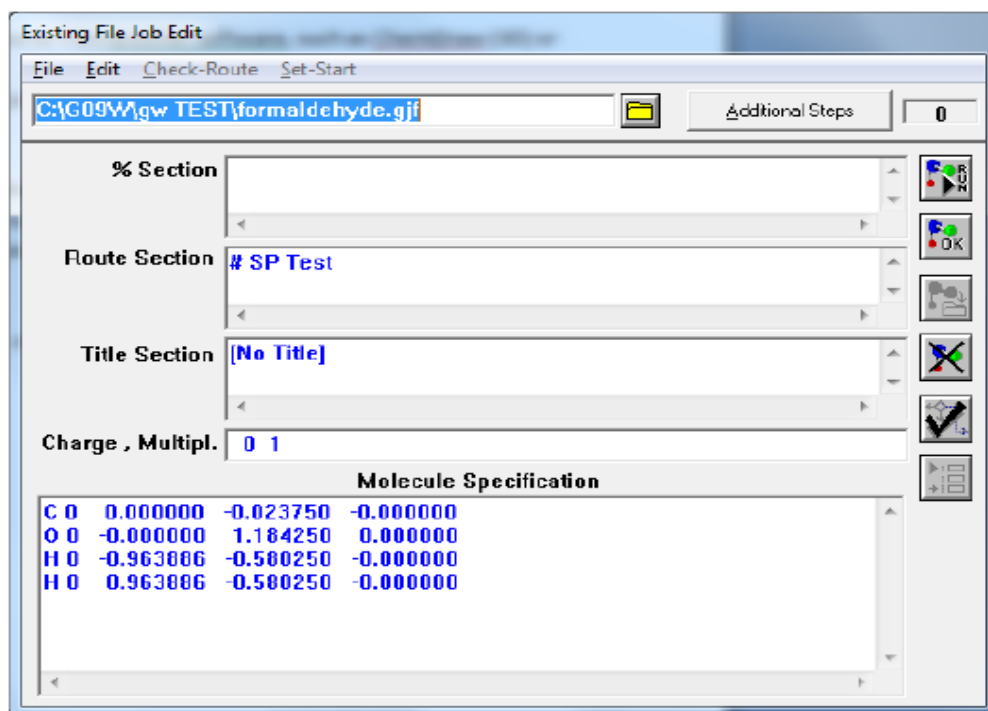 Existing File Job Edit
File Edit Check-Route Set-Start
C:\G09W\gw TEST\formaldehyde.gjf
Addtional Steps
0
% Section
RUN
OK
Route Section
# SP Test
Title Section
[No Title]
Charge , Multipl.
0 1
Molecule Specification
C 0 0.000000 -0.023750 -0.000000
O 0 -0.000000 1.184250 0.000000
H 0 -0.963886 -0.580250 -0.000000
H 0 0.963886 -0.580250 -0.000000